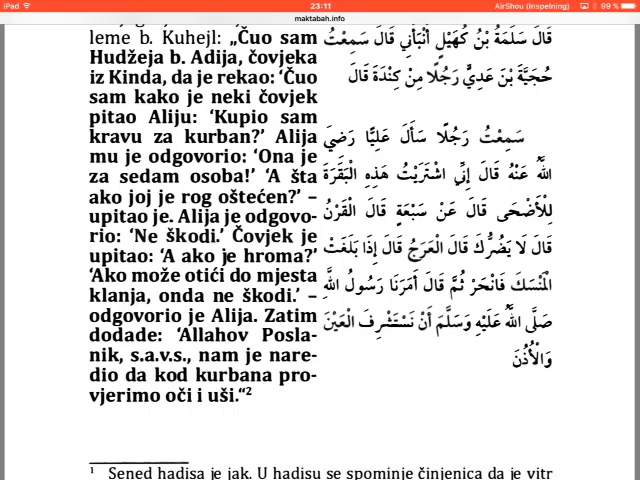 iPad
23:11
AirShou (Inspelning)
99 %
maktabah.info
leme b. Kuhejl: „Čuo sam
Hudžeja b. Adija, čovjeka
iz Kinda, da je rekao: ‘Čuo
sam kako je neki čovjek
pitao Aliju: ‘Kupio sam
kravu za kurban?’ Alija
mu je odgovorio: ‘Ona je
za sedam osoba!’ ‘A šta
ako joj je rog oštećen?’ –
upitao je. Alija je odgovo-
rio: ‘Ne škodi.’ Čovjek je
upitao: ‘A ako je hroma?’
‘Ako može otići do mjesta
klanja, onda ne škodi.’ –
odgovorio je Alija. Zatim
dodade: ‘Allahov Posla-
nik, s.a.v.s., nam je nare-
dio da kod kurbana pro-
vjerimo oči i uši.“²
قَالَ سَلَمَةُ بْنُ كُهَيْلٍ أَنْبَأَنِي قَالَ سَمِعْتُ
حُجَيَّةَ بْنَ عَدِيٍّ رَجُلًا مِنْ كِنْدَةَ قَالَ
سَمِعْتُ رَجُلًا سَأَلَ عَلِيًّا رَضِيَ
اللَّهُ عَنْهُ قَالَ إِنِّي اشْتَرَيْتُ هَذِهِ الْبَقَرَةَ
لِلْأَضْحَى قَالَ عَنْ سَبْعَةٍ قَالَ الْقَرْنُ
قَالَ لَا يَضُرُّكَ قَالَ الْعَرَجُ قَالَ إِذَا بَلَغَتْ
الْمَنْسَكَ فَانْحَرْ ثُمَّ قَالَ أَمَرَنَا رَسُولُ اللَّهِ
صَلَّى اللَّهُ عَلَيْهِ وَسَلَّمَ أَنْ نَسْتَشْرِفَ الْعَيْنَ
وَالْأُذُنَ
¹ Sened hadisa je jak. U hadisu se spominje činjenica da je vitr